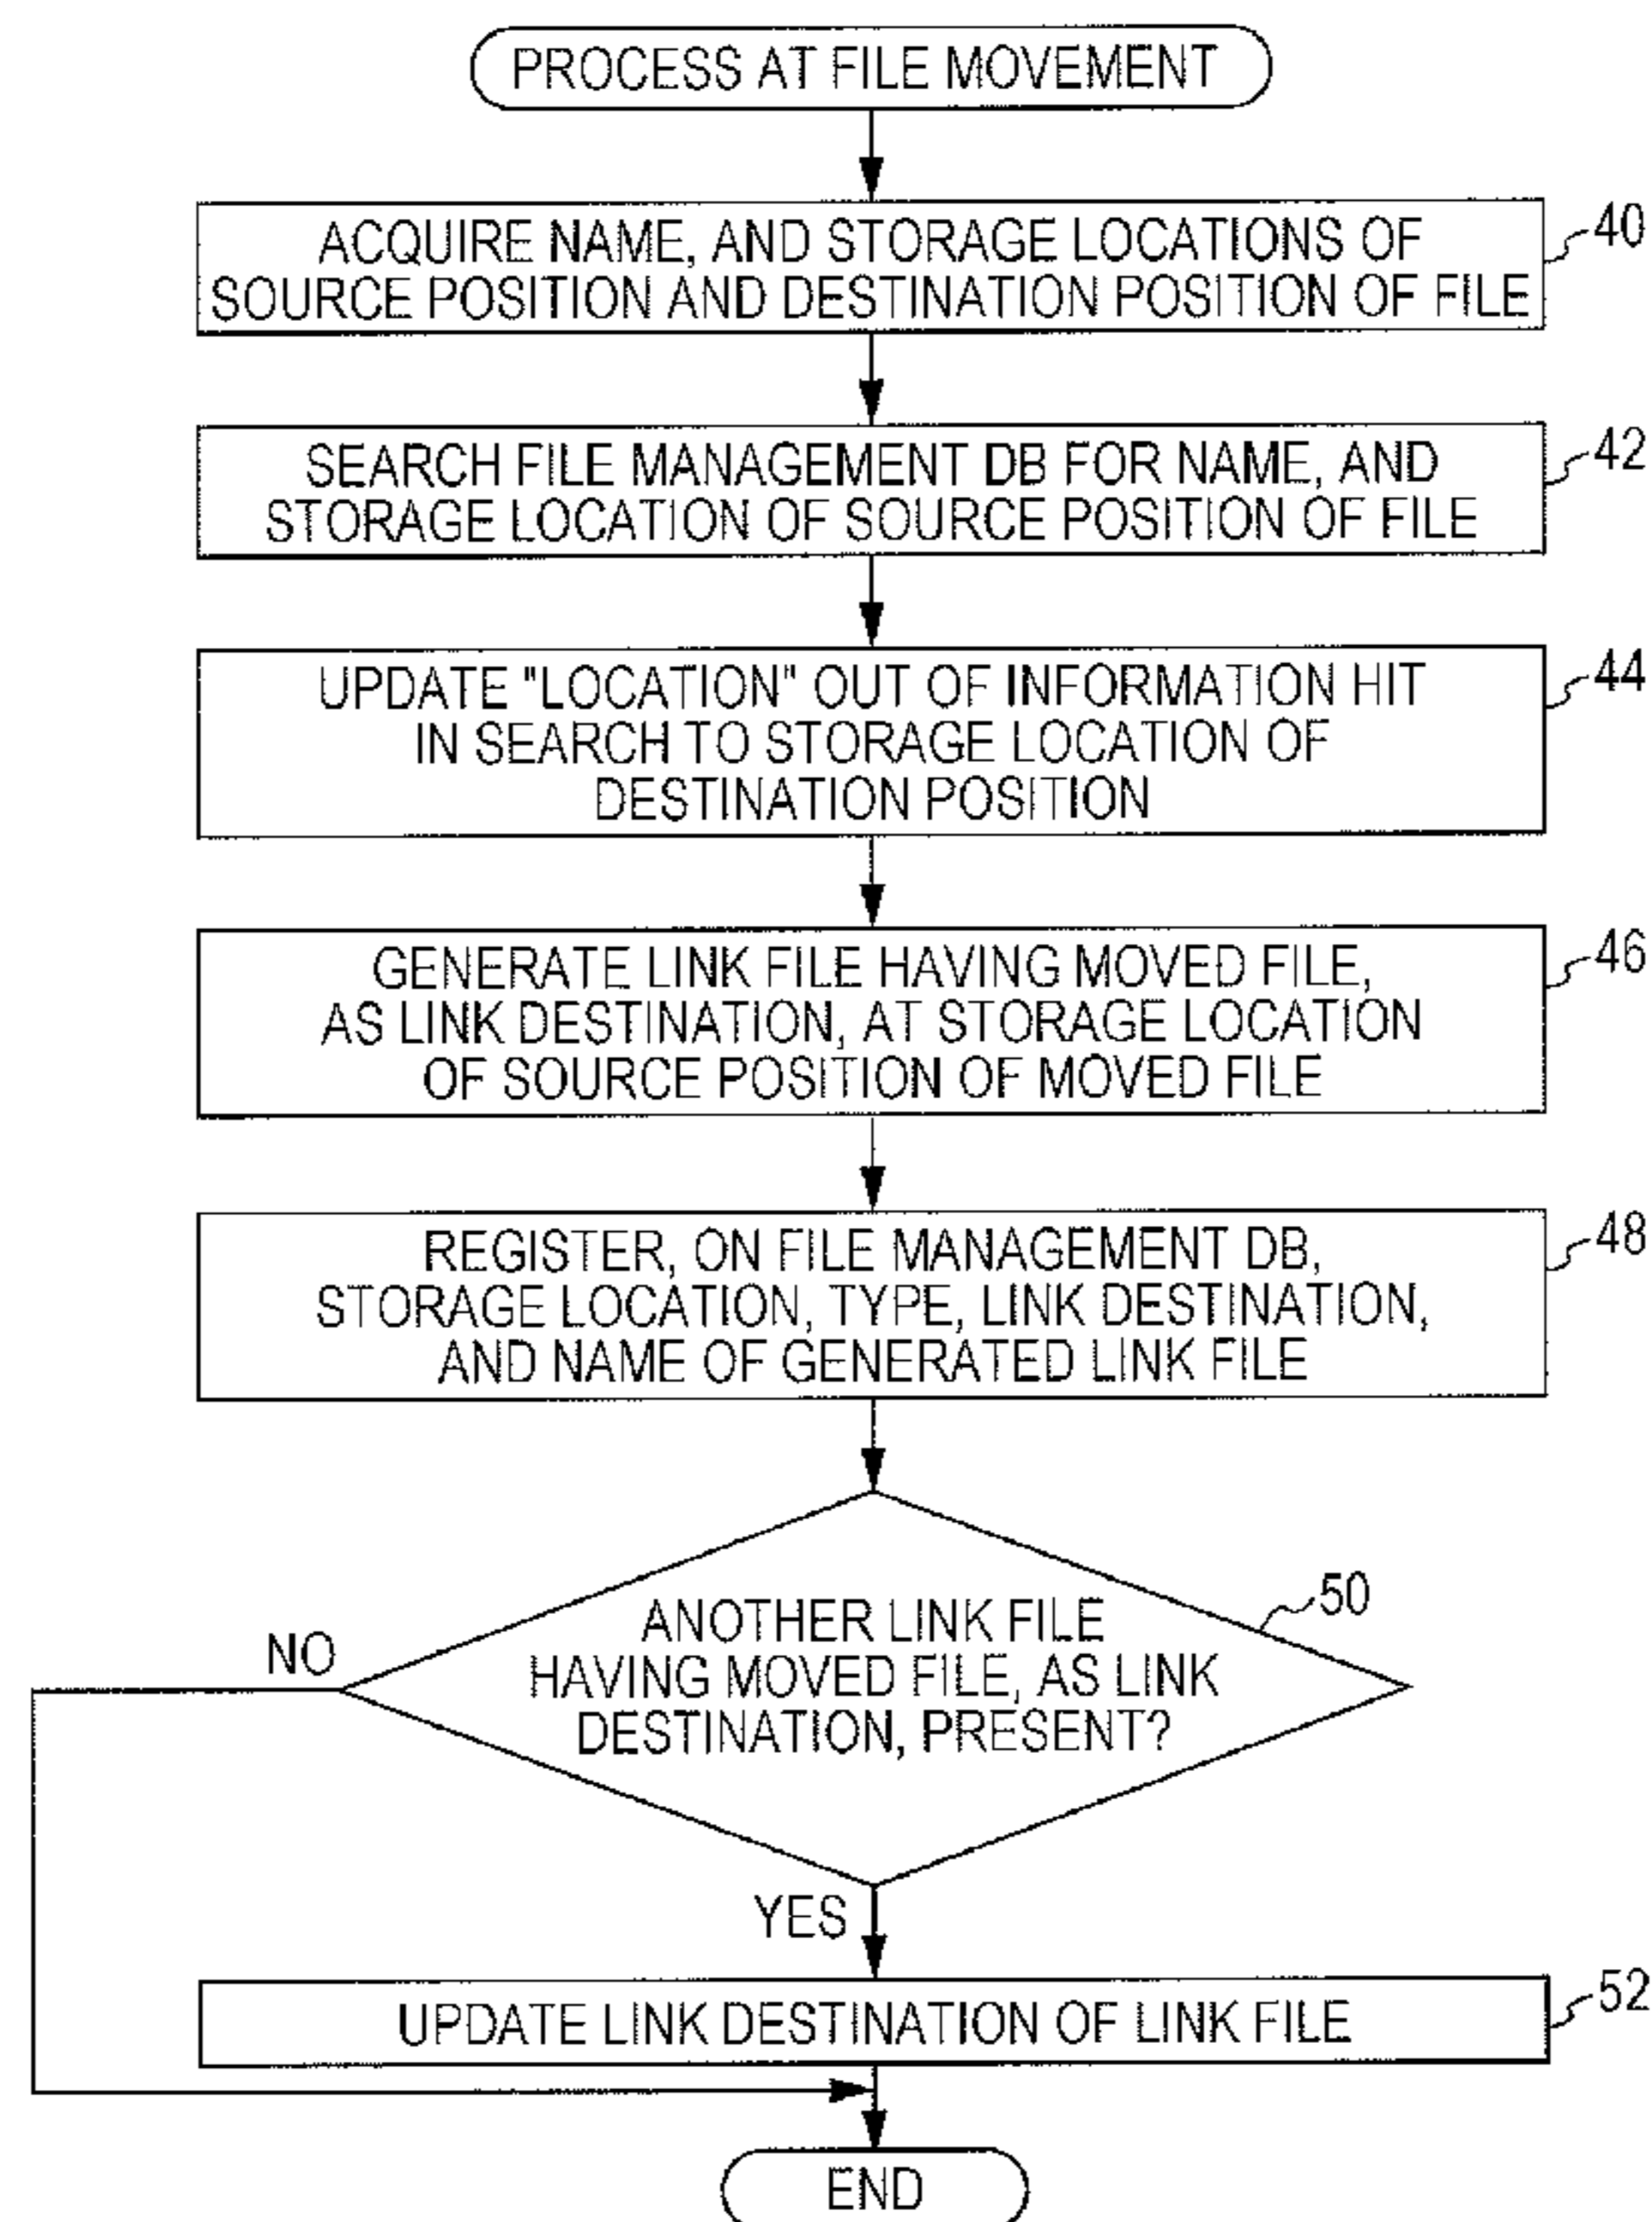 PROCESS AT FILE MOVEMENT
ACQUIRE NAME, AND STORAGE LOCATIONS OF
SOURCE POSITION AND DESTINATION POSITION OF FILE
40
SEARCH FILE MANAGEMENT DB FOR NAME, AND
STORAGE LOCATION OF SOURCE POSITION OF FILE
42
UPDATE "LOCATION" OUT OF INFORMATION HIT
IN SEARCH TO STORAGE LOCATION OF
DESTINATION POSITION
44
GENERATE LINK FILE HAVING MOVED FILE,
AS LINK DESTINATION, AT STORAGE LOCATION
OF SOURCE POSITION OF MOVED FILE
46
REGISTER, ON FILE MANAGEMENT DB,
STORAGE LOCATION, TYPE, LINK DESTINATION,
AND NAME OF GENERATED LINK FILE
48
ANOTHER LINK FILE
HAVING MOVED FILE, AS LINK
DESTINATION, PRESENT?
50
NO
YES
UPDATE LINK DESTINATION OF LINK FILE
52
END